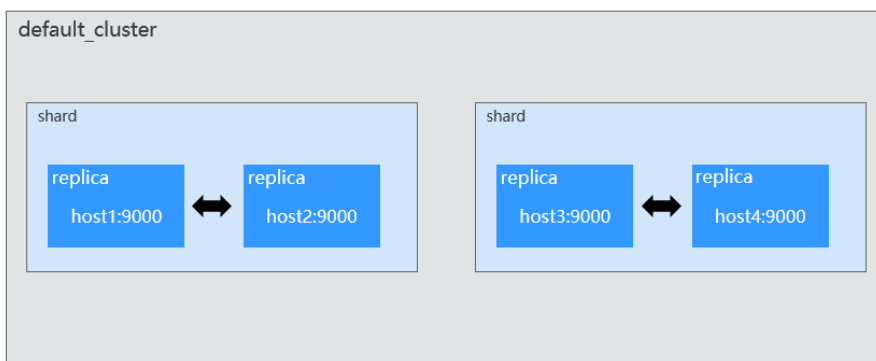 default_cluster
shard
replica
host1:9000
replica
host2:9000
shard
replica
host3:9000
replica
host4:9000